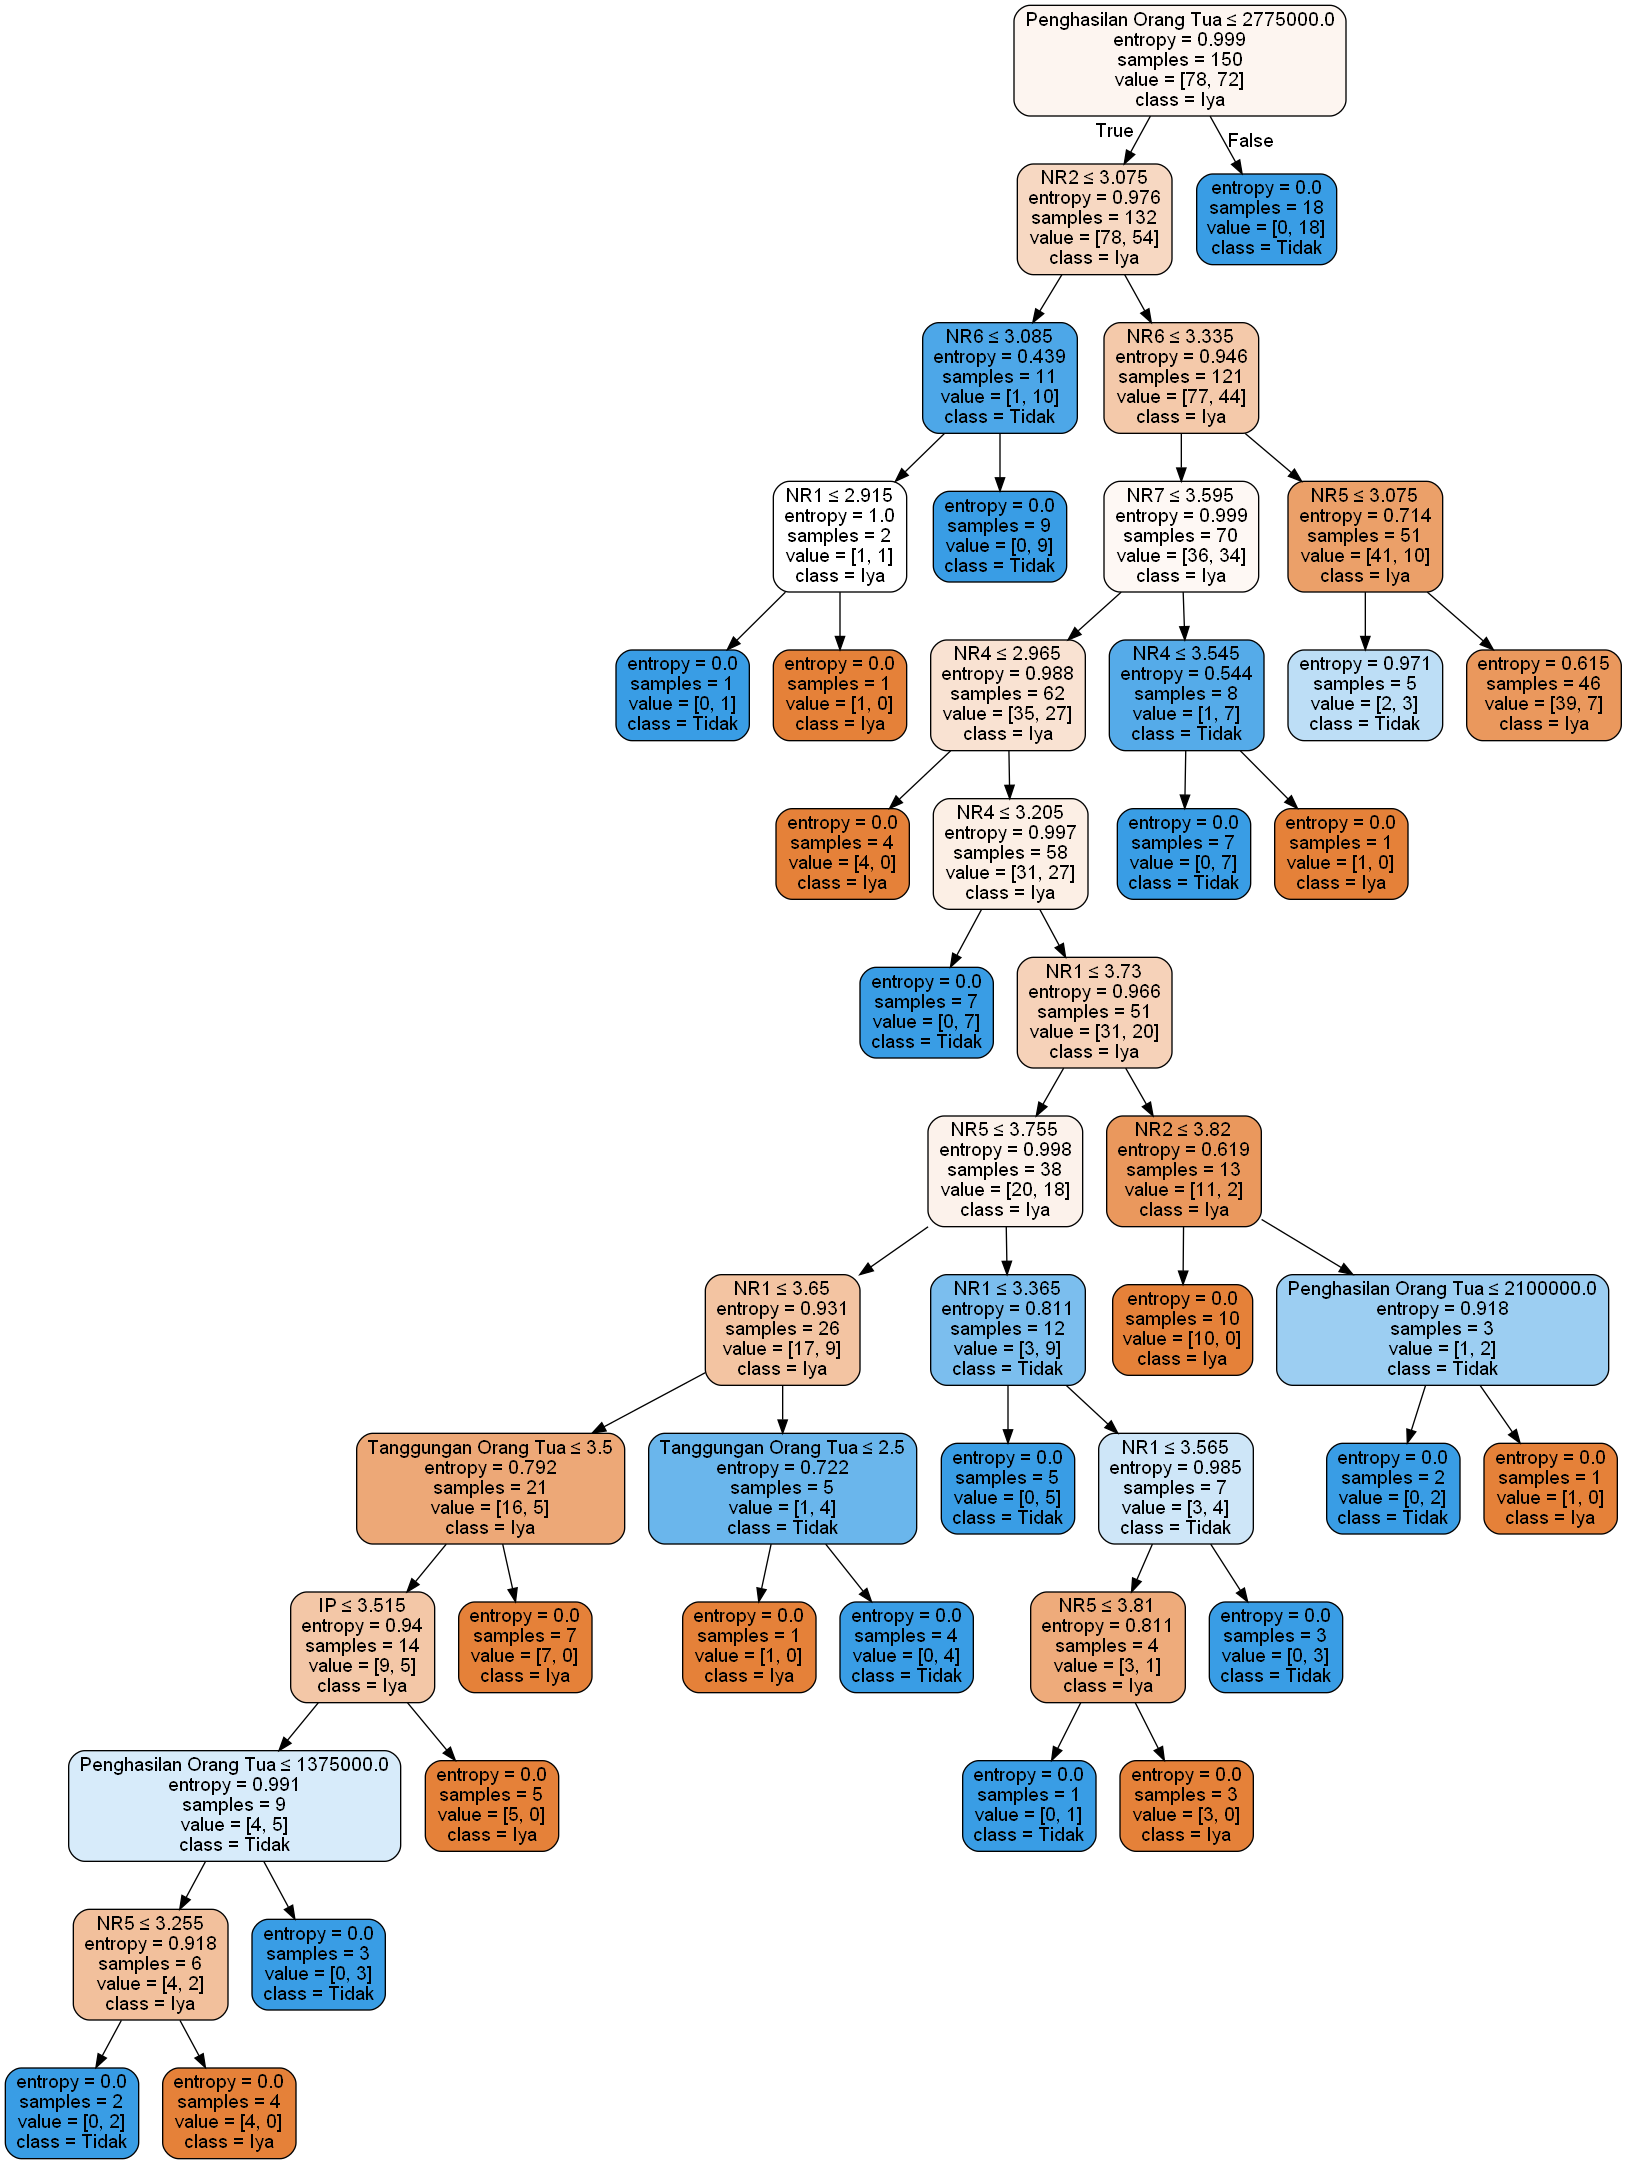 Penghasilan Orang Tua ≤ 2775000.0
entropy = 0.999
samples = 150
value = [78, 72]
class = Iya
True
False
NR2 ≤ 3.075
entropy = 0.976
samples = 132
value = [78, 54]
class = Iya
entropy = 0.0
samples = 18
value = [0, 18]
class = Tidak
NR6 ≤ 3.085
entropy = 0.439
samples = 11
value = [1, 10]
class = Tidak
NR6 ≤ 3.335
entropy = 0.946
samples = 121
value = [77, 44]
class = Iya
NR1 ≤ 2.915
entropy = 1.0
samples = 2
value = [1, 1]
class = Iya
entropy = 0.0
samples = 9
value = [0, 9]
class = Tidak
NR7 ≤ 3.595
entropy = 0.999
samples = 70
value = [36, 34]
class = Iya
NR5 ≤ 3.075
entropy = 0.714
samples = 51
value = [41, 10]
class = Iya
entropy = 0.0
samples = 1
value = [0, 1]
class = Tidak
entropy = 0.0
samples = 1
value = [1, 0]
class = Iya
NR4 ≤ 2.965
entropy = 0.988
samples = 62
value = [35, 27]
class = Iya
NR4 ≤ 3.545
entropy = 0.544
samples = 8
value = [1, 7]
class = Tidak
entropy = 0.971
samples = 5
value = [2, 3]
class = Tidak
entropy = 0.615
samples = 46
value = [39, 7]
class = Iya
entropy = 0.0
samples = 4
value = [4, 0]
class = Iya
NR4 ≤ 3.205
entropy = 0.997
samples = 58
value = [31, 27]
class = Iya
entropy = 0.0
samples = 7
value = [0, 7]
class = Tidak
entropy = 0.0
samples = 1
value = [1, 0]
class = Iya
entropy = 0.0
samples = 7
value = [0, 7]
class = Tidak
NR1 ≤ 3.73
entropy = 0.966
samples = 51
value = [31, 20]
class = Iya
NR5 ≤ 3.755
entropy = 0.998
samples = 38
value = [20, 18]
class = Iya
NR2 ≤ 3.82
entropy = 0.619
samples = 13
value = [11, 2]
class = Iya
NR1 ≤ 3.65
entropy = 0.931
samples = 26
value = [17, 9]
class = Iya
NR1 ≤ 3.365
entropy = 0.811
samples = 12
value = [3, 9]
class = Tidak
entropy = 0.0
samples = 10
value = [10, 0]
class = Iya
Penghasilan Orang Tua ≤ 2100000.0
entropy = 0.918
samples = 3
value = [1, 2]
class = Tidak
Tanggungan Orang Tua ≤ 3.5
entropy = 0.792
samples = 21
value = [16, 5]
class = Iya
Tanggungan Orang Tua ≤ 2.5
entropy = 0.722
samples = 5
value = [1, 4]
class = Tidak
entropy = 0.0
samples = 5
value = [0, 5]
class = Tidak
NR1 ≤ 3.565
entropy = 0.985
samples = 7
value = [3, 4]
class = Tidak
entropy = 0.0
samples = 2
value = [0, 2]
class = Tidak
entropy = 0.0
samples = 1
value = [1, 0]
class = Iya
IP ≤ 3.515
entropy = 0.94
samples = 14
value = [9, 5]
class = Iya
entropy = 0.0
samples = 7
value = [7, 0]
class = Iya
entropy = 0.0
samples = 1
value = [1, 0]
class = Iya
entropy = 0.0
samples = 4
value = [0, 4]
class = Tidak
NR5 ≤ 3.81
entropy = 0.811
samples = 4
value = [3, 1]
class = Iya
entropy = 0.0
samples = 3
value = [0, 3]
class = Tidak
Penghasilan Orang Tua ≤ 1375000.0
entropy = 0.991
samples = 9
value = [4, 5]
class = Tidak
entropy = 0.0
samples = 5
value = [5, 0]
class = Iya
entropy = 0.0
samples = 1
value = [0, 1]
class = Tidak
entropy = 0.0
samples = 3
value = [3, 0]
class = Iya
NR5 ≤ 3.255
entropy = 0.918
samples = 6
value = [4, 2]
class = Iya
entropy = 0.0
samples = 3
value = [0, 3]
class = Tidak
entropy = 0.0
samples = 2
value = [0, 2]
class = Tidak
entropy = 0.0
samples = 4
value = [4, 0]
class = Iya